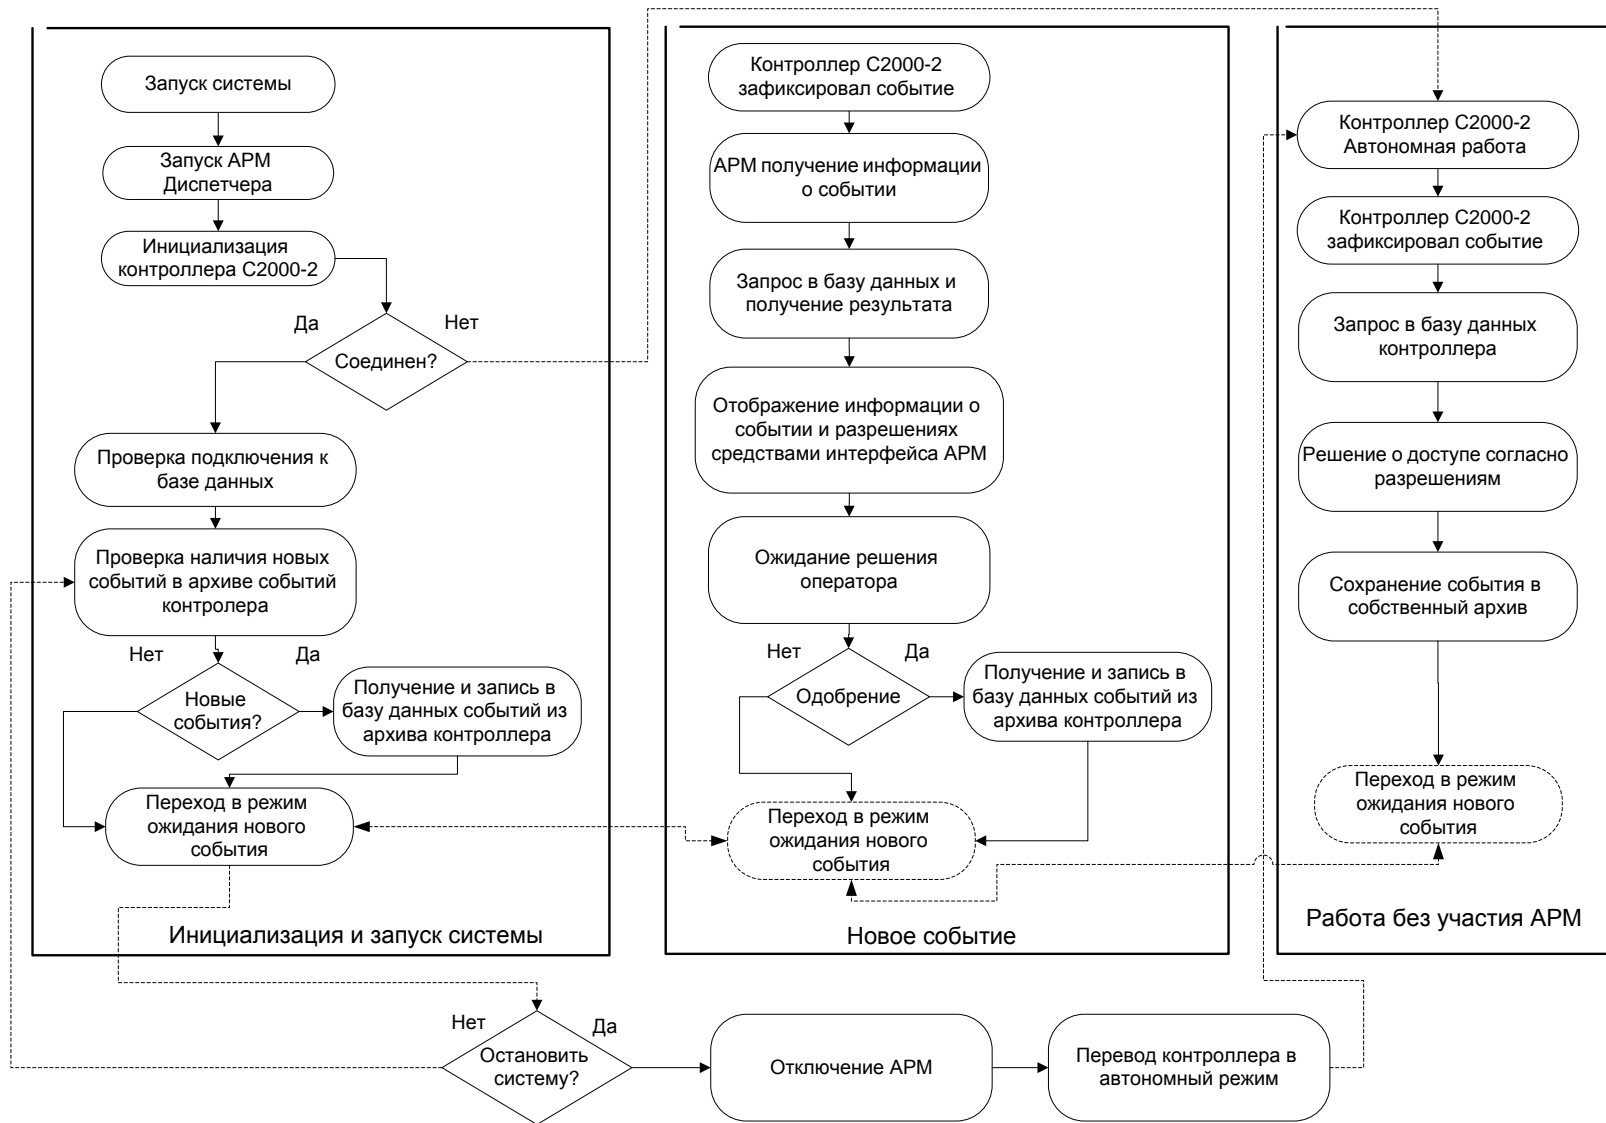 Запуск системы
Запуск АРМ
Диспетчера
Инициализация
контроллера С2000-2
Да
Нет
Соединен?
Проверка подключения к
базе данных
Проверка наличия новых
событий в архиве событий
контролера
Нет
Да
Новые
события?
Получение и запись в
базу данных событий из
архива контроллера
Переход в режим
ожидания нового
события
Инициализация и запуск системы
Контроллер С2000-2
зафиксировал событие
АРМ получение информации
о событии
Запрос в базу данных и
получение результата
Отображение информации о
событии и разрешениях
средствами интерфейса АРМ
Ожидание решения
оператора
Нет
Да
Одобрение
Получение и запись в
базу данных событий из
архива контроллера
Переход в режим
ожидания нового
события
Новое событие
Контроллер С2000-2
Автономная работа
Контроллер С2000-2
зафиксировал событие
Запрос в базу данных
контроллера
Решение о доступе согласно
разрешениям
Сохранение события в
собственный архив
Переход в режим
ожидания нового
события
Работа без участия АРМ
Нет
Да
Остановить
систему?
Отключение АРМ
Перевод контроллера в
автономный режим